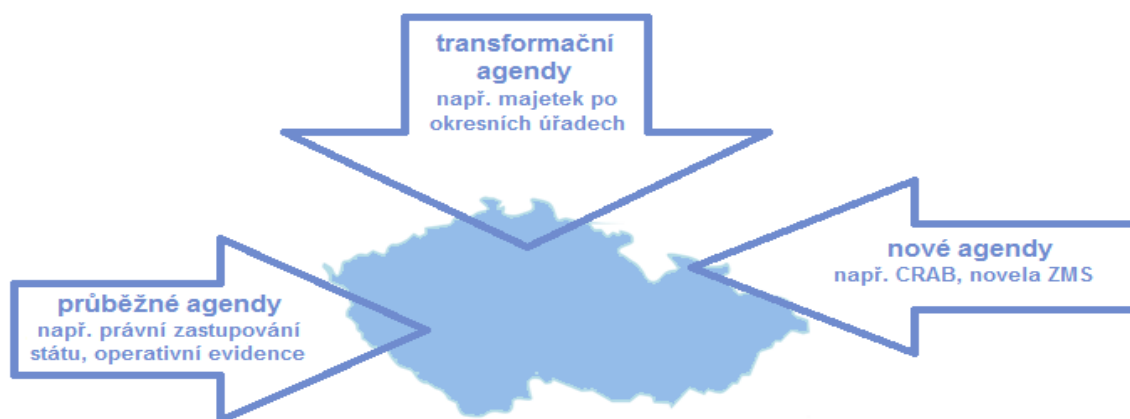 transformační
agendy
např. majetek po
okresních úřadech
nové agendy
např. CRAB, novela ZMS
průběžné agendy
např. právní zastupování
státu, operativní evidence